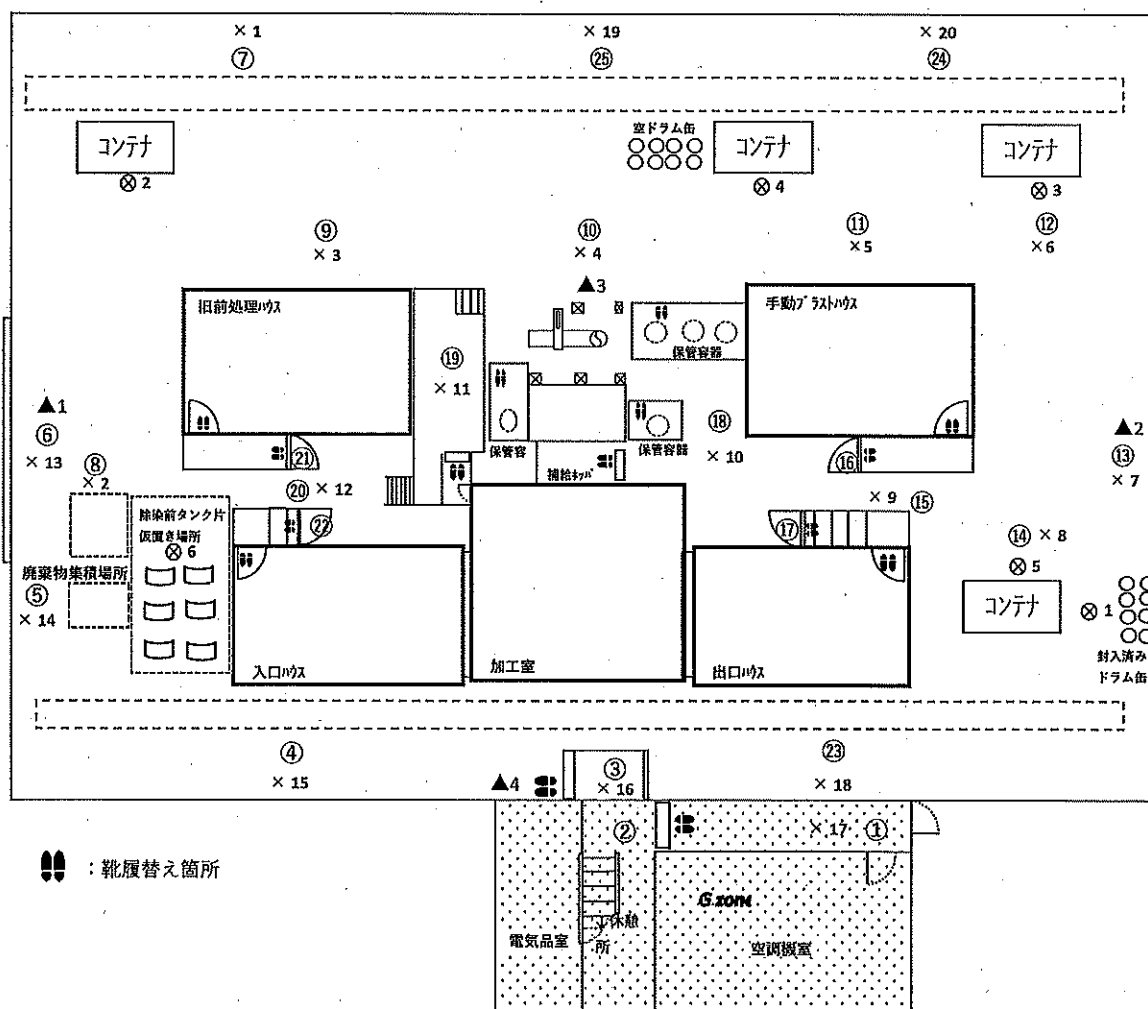 × 1
× 19
× 20
⑦
㉕
㉔
コンテナ
空ドラム缶
コンテナ
コンテナ
⊗ 2
⊗ 4
⊗ 3
⑨
⑩
⑪
⑫
× 3
× 4
× 5
× 6
▲3
旧前処理ハウス
手動ブラストハウス
保管容器
⑲
× 11
▲1
⑥
× 13
⑱
× 10
▲2
⑬
× 7
保管容
保管容器
補給ホッパ
㉑
⑯
⑧
× 2
⑳
× 12
× 9
⑮
除染前タンク片
仮置き場所
⊗ 6
㉒
⑰
⑭ × 8
⊗ 5
廃棄物集積場所
⑤
× 14
コンテナ
⊗ 1
封入済み
ドラム缶
入口ハウス
加工室
出口ハウス
④
㉓
③
× 15
▲4
× 16
× 18
②
× 17
①
:靴履替え箇所
G zone
休憩
所
電気品室
空調機室